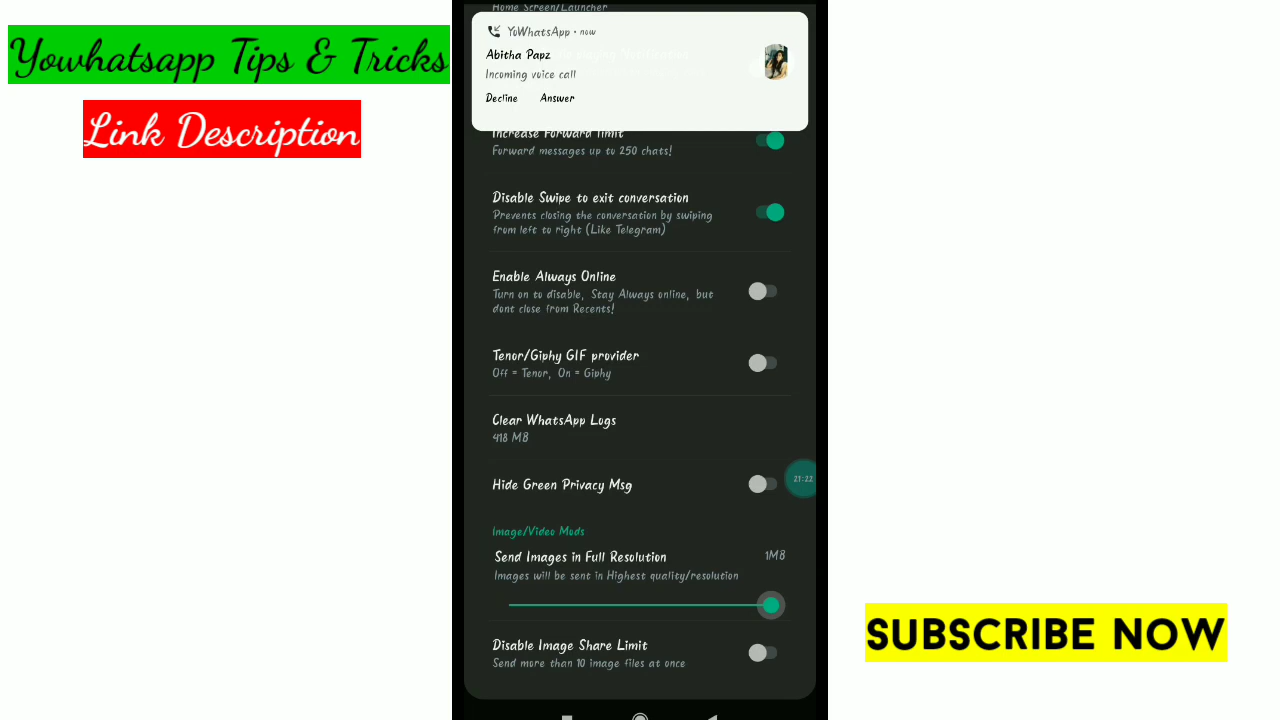 Yowhatsapp Tips & Tricks
Link Description
Home Screen/Launcher
YoWhatsApp • now
Abitha Papz
Incoming voice call
Decline Answer
Increase Forward limit
Forward messages up to 250 chats!
Disable Swipe to exit conversation
Prevents closing the conversation by swiping
from left to right (Like Telegram)
Enable Always Online
Turn on to disable, Stay Always online, but
dont close from Recents!
Tenor/Giphy GIF provider
Off = Tenor, On = Giphy
Clear WhatsApp Logs
418 MB
21:22
Hide Green Privacy Msg
Image/Video Mods
Send Images in Full Resolution 1MB
Images will be sent in Highest quality/resolution
Disable Image Share Limit
Send more than 10 image files at once
SUBSCRIBE NOW